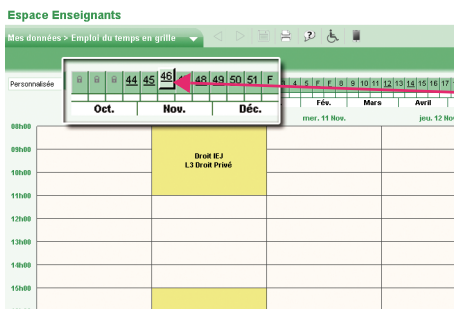 Espace Enseignants
Mes données > Emploi du temps en grille
Personnalisée
44 45 46 48 49 50 51 F
3 4 5 F F 8 9 10 11 12 13 14 15 16 17
Oct. Nov. Déc.
Fév. Mars Avril
mer. 11 Nov. jeu. 12 Nov
08h00
09h00
Droit IEJ
L3 Droit Privé
10h00
11h00
12h00
13h00
14h00
15h00